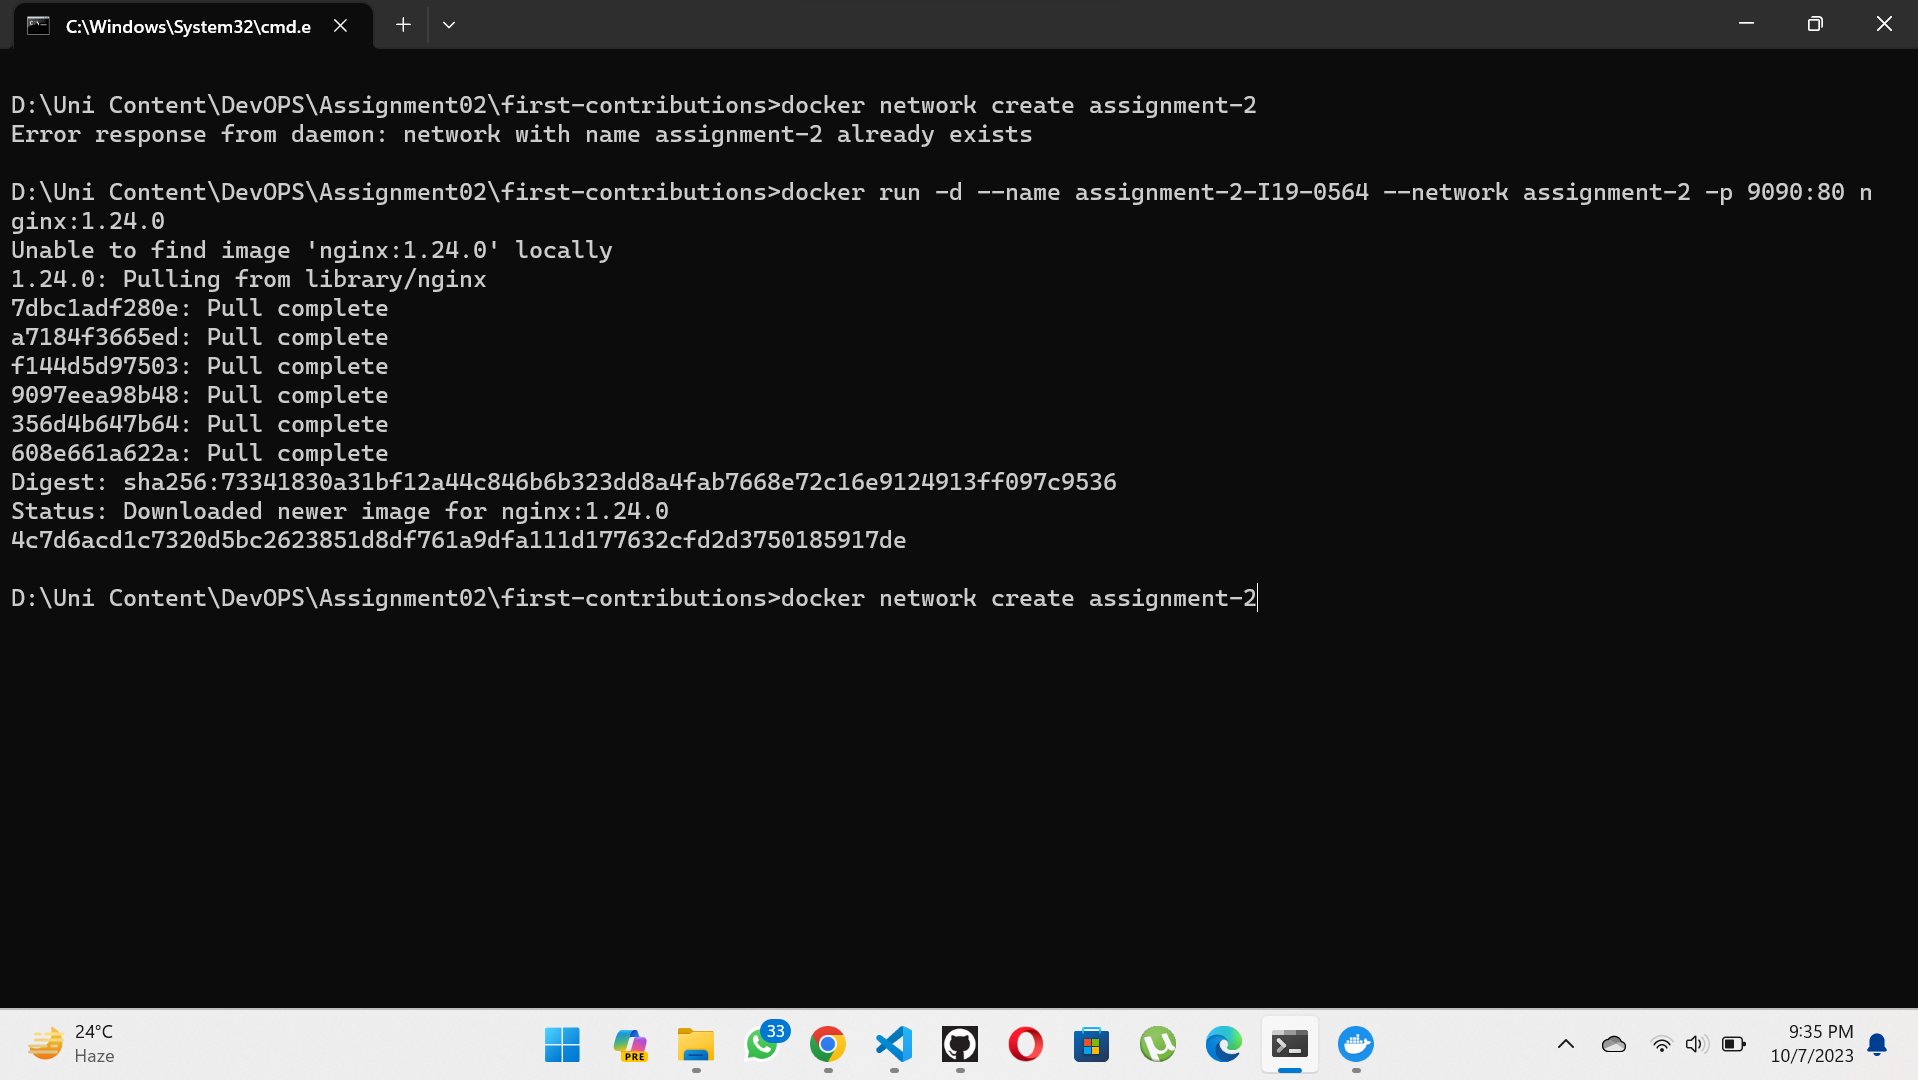 C:\Windows\System32\cmd.e
D:\Uni Content\DevOPS\Assignment02\first-contributions>docker network create assignment-2
Error response from daemon: network with name assignment-2 already exists
D:\Uni Content\DevOPS\Assignment02\first-contributions>docker run -d --name assignment-2-I19-0564 --network assignment-2 -p 9090:80 n
ginx:1.24.0
Unable to find image 'nginx:1.24.0' locally
1.24.0: Pulling from library/nginx
7dbc1adf280e: Pull complete
a7184f3665ed: Pull complete
f144d5d97503: Pull complete
9097eea98b48: Pull complete
356d4b647b64: Pull complete
608e661a622a: Pull complete
Digest: sha256:73341830a31bf12a44c846b6b323dd8a4fab7668e72c16e9124913ff097c9536
Status: Downloaded newer image for nginx:1.24.0
4c7d6acd1c7320d5bc2623851d8df761a9dfa111d177632cfd2d3750185917de
D:\Uni Content\DevOPS\Assignment02\first-contributions>docker network create assignment-2
24°C
Haze
PRE
33
9:35 PM
10/7/2023